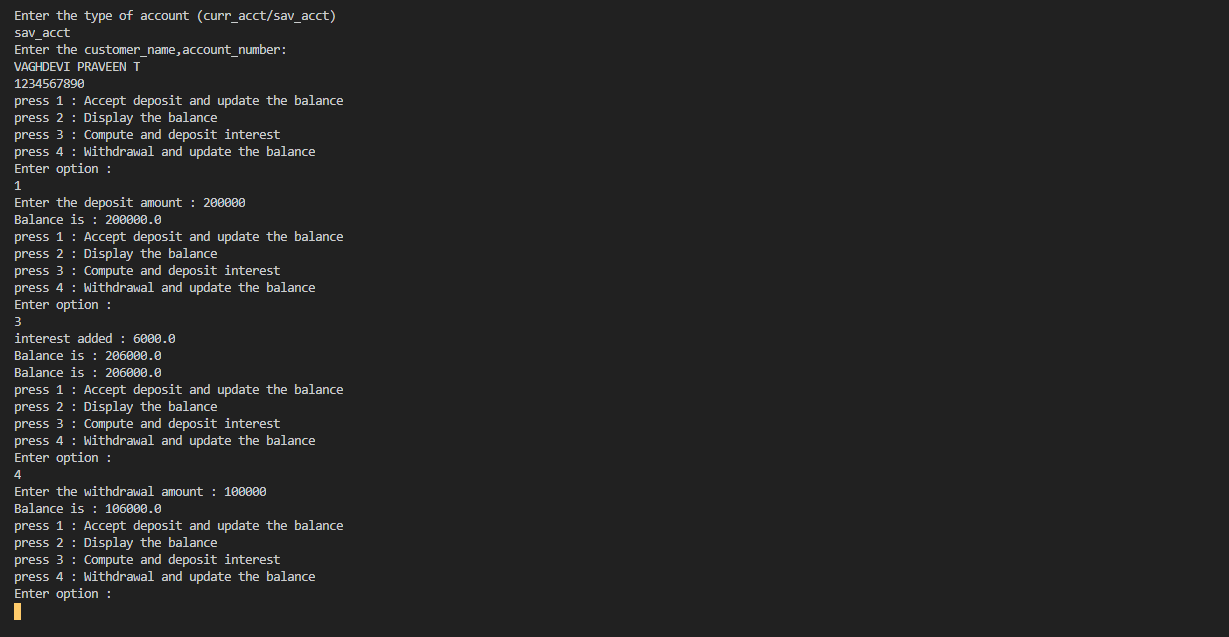 Enter the type of account (curr_acct/sav_acct)
sav_acct
Enter the customer_name,account_number:
VAGHDEVI PRAVEEN T
1234567890
press 1 : Accept deposit and update the balance
press 2 : Display the balance
press 3 : Compute and deposit interest
press 4 : Withdrawal and update the balance
Enter option :
1
Enter the deposit amount : 200000
Balance is : 200000.0
press 1 : Accept deposit and update the balance
press 2 : Display the balance
press 3 : Compute and deposit interest
press 4 : Withdrawal and update the balance
Enter option :
3
interest added : 6000.0
Balance is : 206000.0
Balance is : 206000.0
press 1 : Accept deposit and update the balance
press 2 : Display the balance
press 3 : Compute and deposit interest
press 4 : Withdrawal and update the balance
Enter option :
4
Enter the withdrawal amount : 100000
Balance is : 106000.0
press 1 : Accept deposit and update the balance
press 2 : Display the balance
press 3 : Compute and deposit interest
press 4 : Withdrawal and update the balance
Enter option :